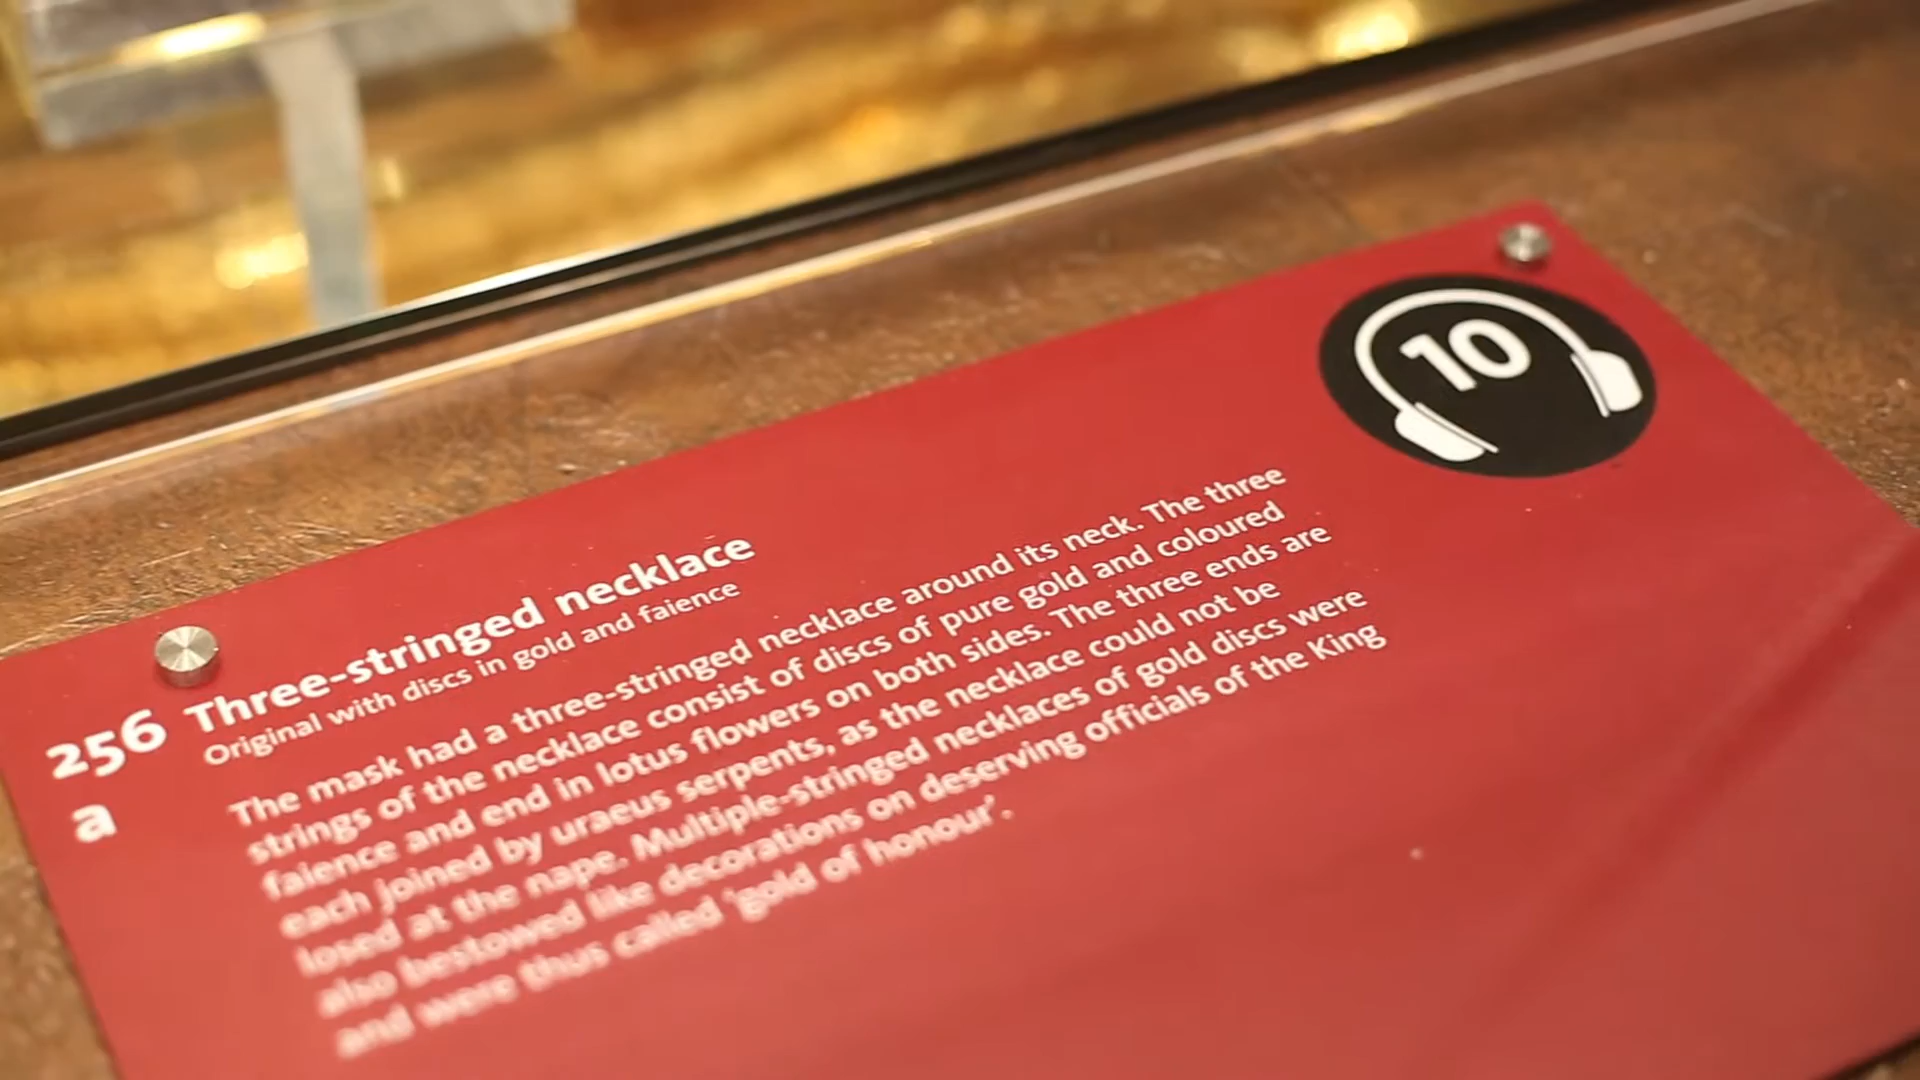 10
256
a
Three-stringed necklace
Original with discs in gold and faience
The mask had a three-stringed necklace around its neck. The three
strings of the necklace consist of discs of pure gold and coloured
faience and end in lotus flowers on both sides. The three ends are
each joined by uraeus serpents, as the necklace could not be
losed at the nape. Multiple-stringed necklaces of gold discs were
also bestowed like decorations on deserving officials of the King
and were thus called ‘gold of honour’.